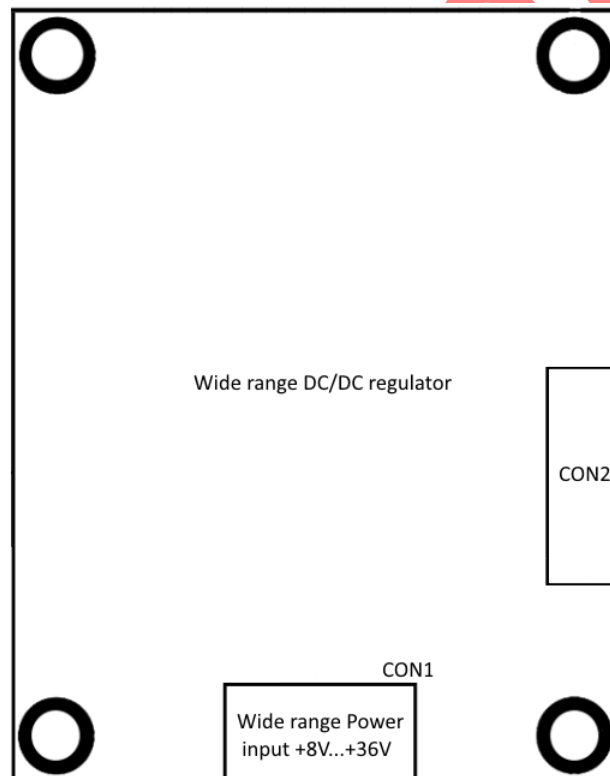 Wide range DC/DC regulator
CON2
CON1
Wide range Power
input +8V...+36V